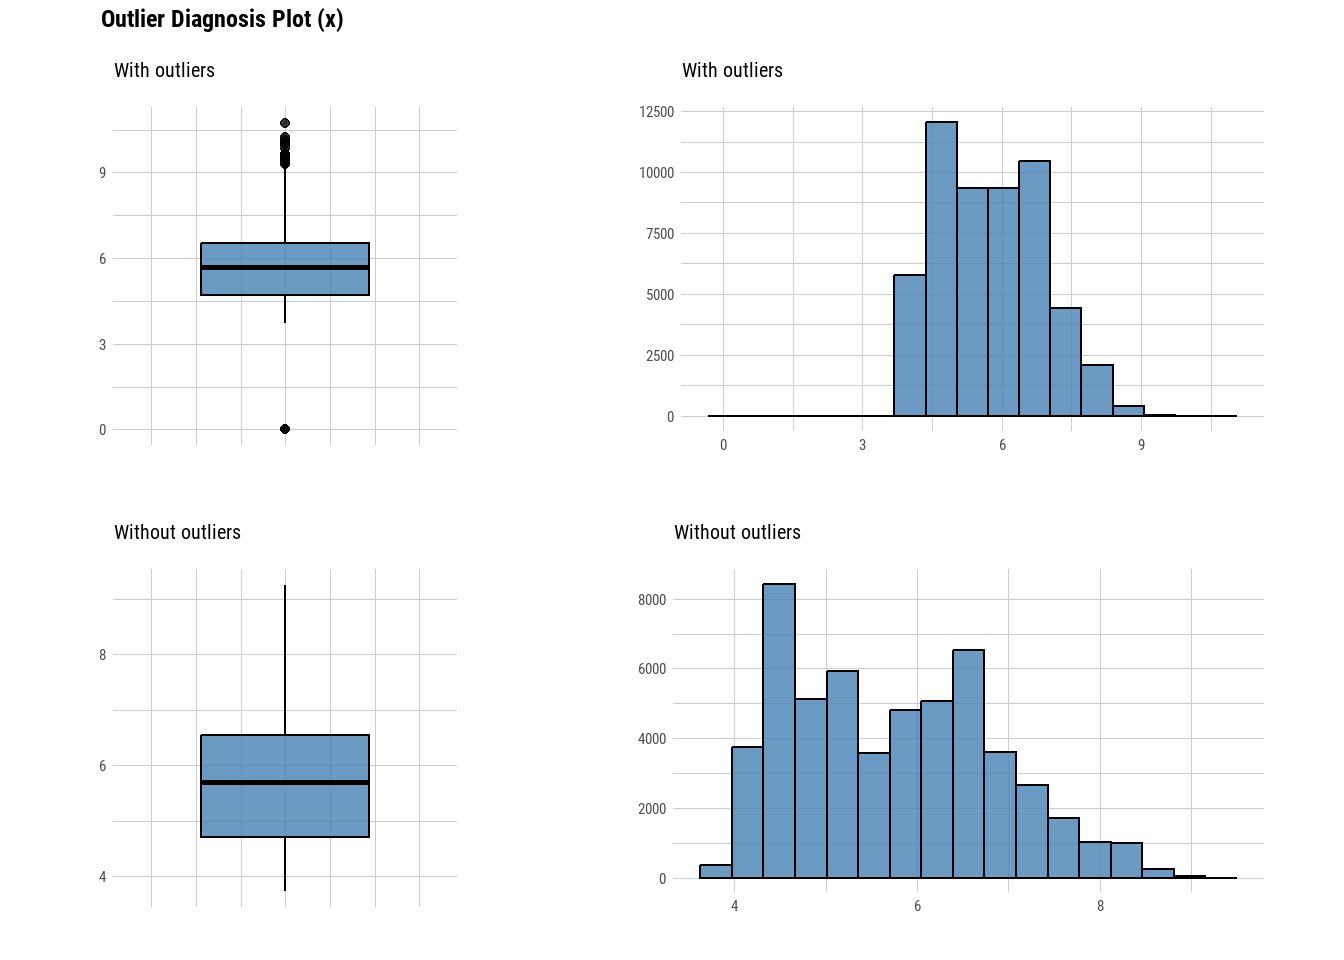 Outlier Diagnosis Plot (x)
With outliers
9
6
3
0
With outliers
12500
10000
7500
5000
2500
0
0 3 6 9
Without outliers
8
6
4
Without outliers
8000
6000
4000
2000
0
4 6 8